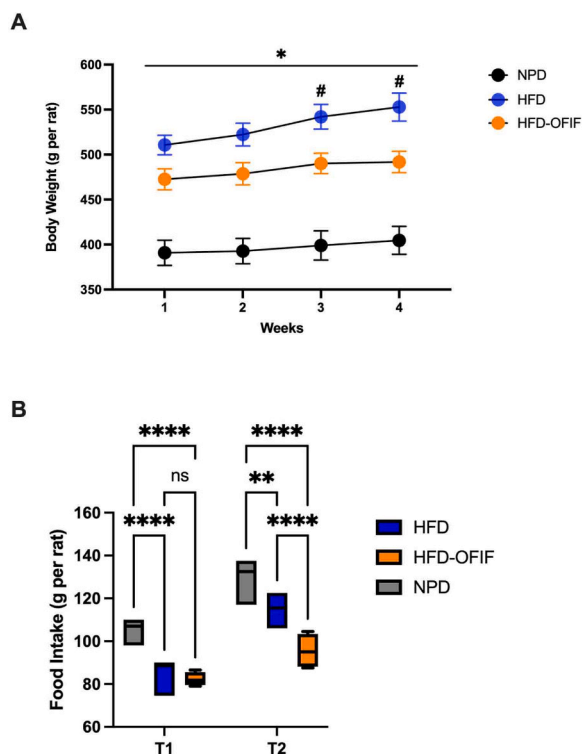 A
*
600
550
500
450
400
350
Body Weight (g per rat)
#
#
1
2
3
4
Weeks
NPD
HFD
HFD-OFIF
B
****
****
ns
**
****
****
160
140
120
100
80
60
Food Intake (g per rat)
T1
T2
HFD
HFD-OFIF
NPD